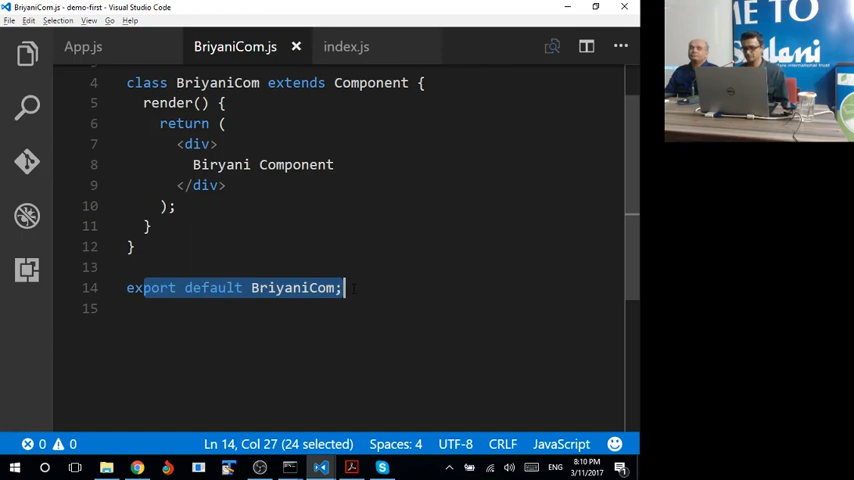 BriyaniCom.js - demo-first - Visual Studio Code
File Edit Selection View Go Help
App.js BriyaniCom.js × index.js
4 class BriyaniCom extends Component {
5 render() {
6 return (
7 <div>
8 Biryani Component
9 </div>
10 );
11 }
12 }
13
14 export default BriyaniCom;
15
0 0 Ln 14, Col 27 (24 selected) Spaces: 4 UTF-8 CRLF JavaScript
ENG 8:10 PM
3/11/2017
ME TO
DELL